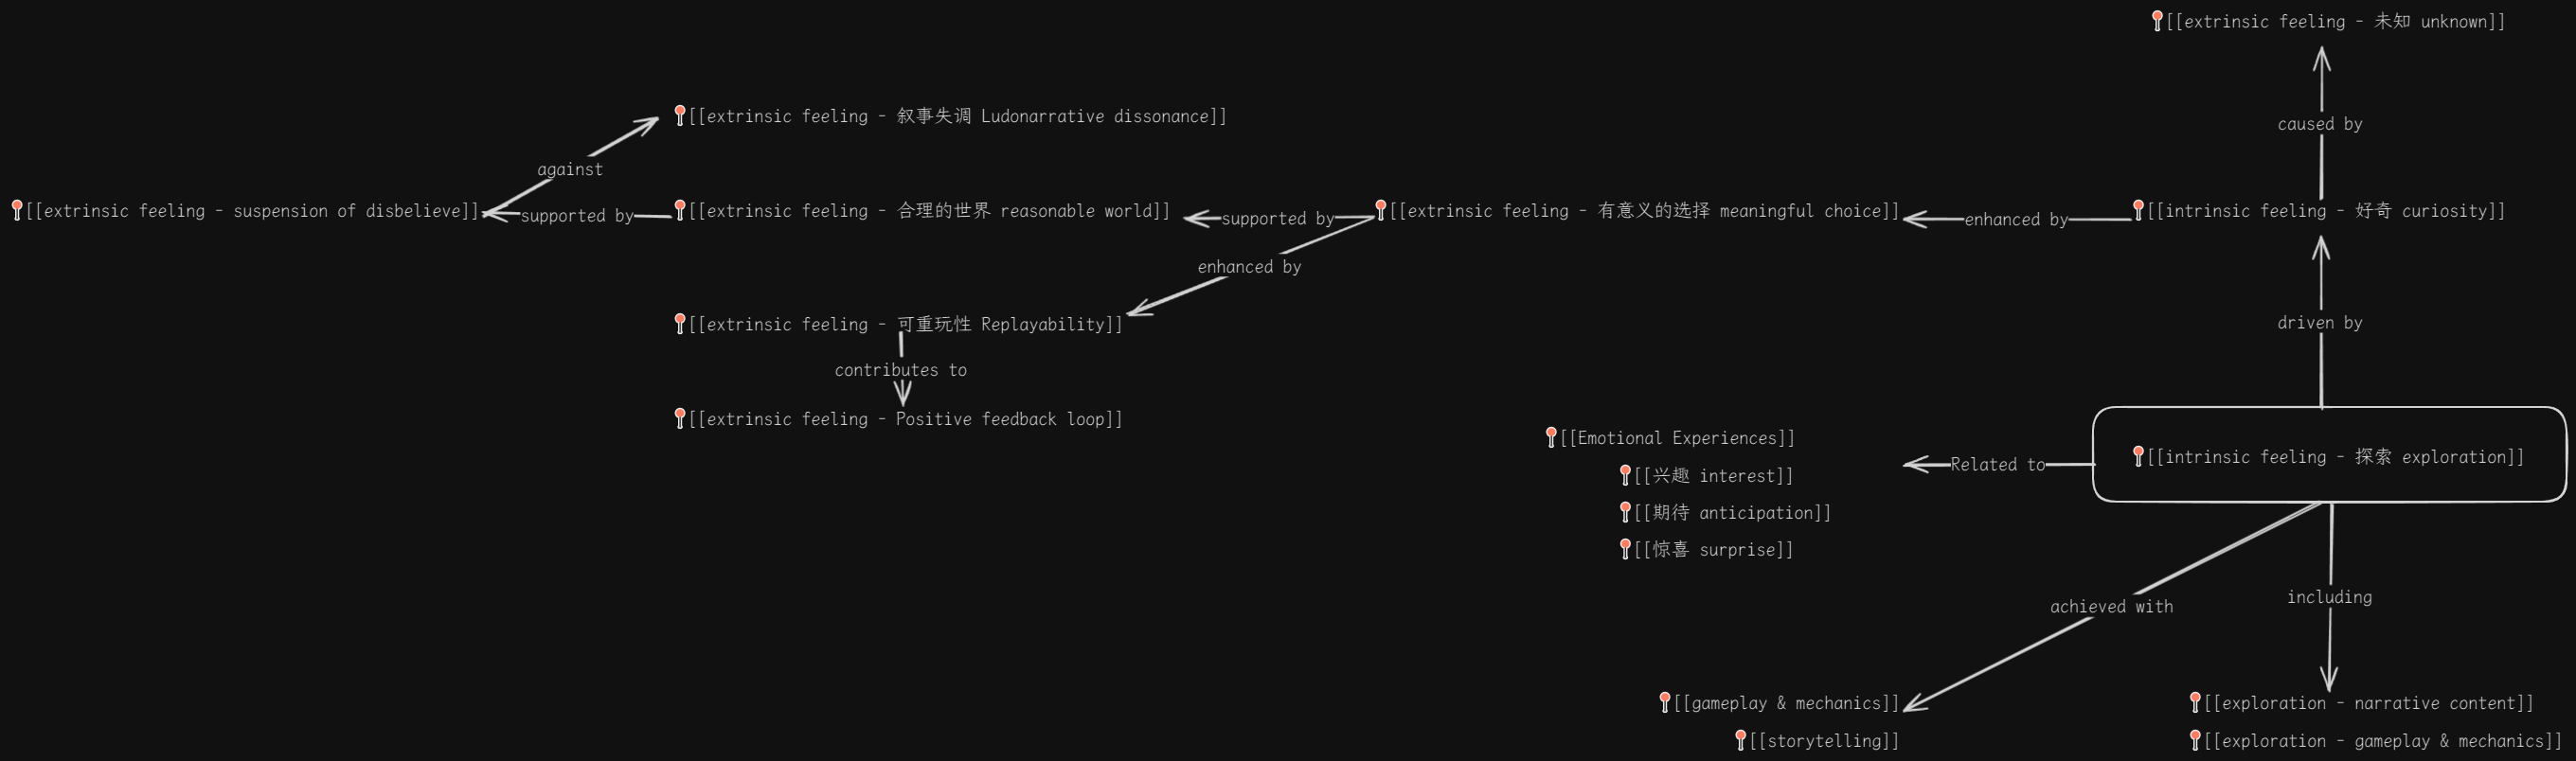 [[extrinsic feeling - 未知 unknown]]
[[extrinsic feeling - 叙事失调 Ludonarrative dissonance]]
caused by
against
[[extrinsic feeling - suspension of disbelieve]]
supported by
[[extrinsic feeling - 合理的世界 reasonable world]]
supported by
[[extrinsic feeling - 有意义的选择 meaningful choice]]
enhanced by
[[intrinsic feeling - 好奇 curiosity]]
enhanced by
[[extrinsic feeling - 可重玩性 Replayability]]
driven by
contributes to
[[extrinsic feeling - Positive feedback loop]]
[[Emotional Experiences]]
[[兴趣 interest]]
[[期待 anticipation]]
[[惊喜 surprise]]
Related to
[[intrinsic feeling - 探索 exploration]]
achieved with
including
[[gameplay & mechanics]]
[[storytelling]]
[[exploration - narrative content]]
[[exploration - gameplay & mechanics]]